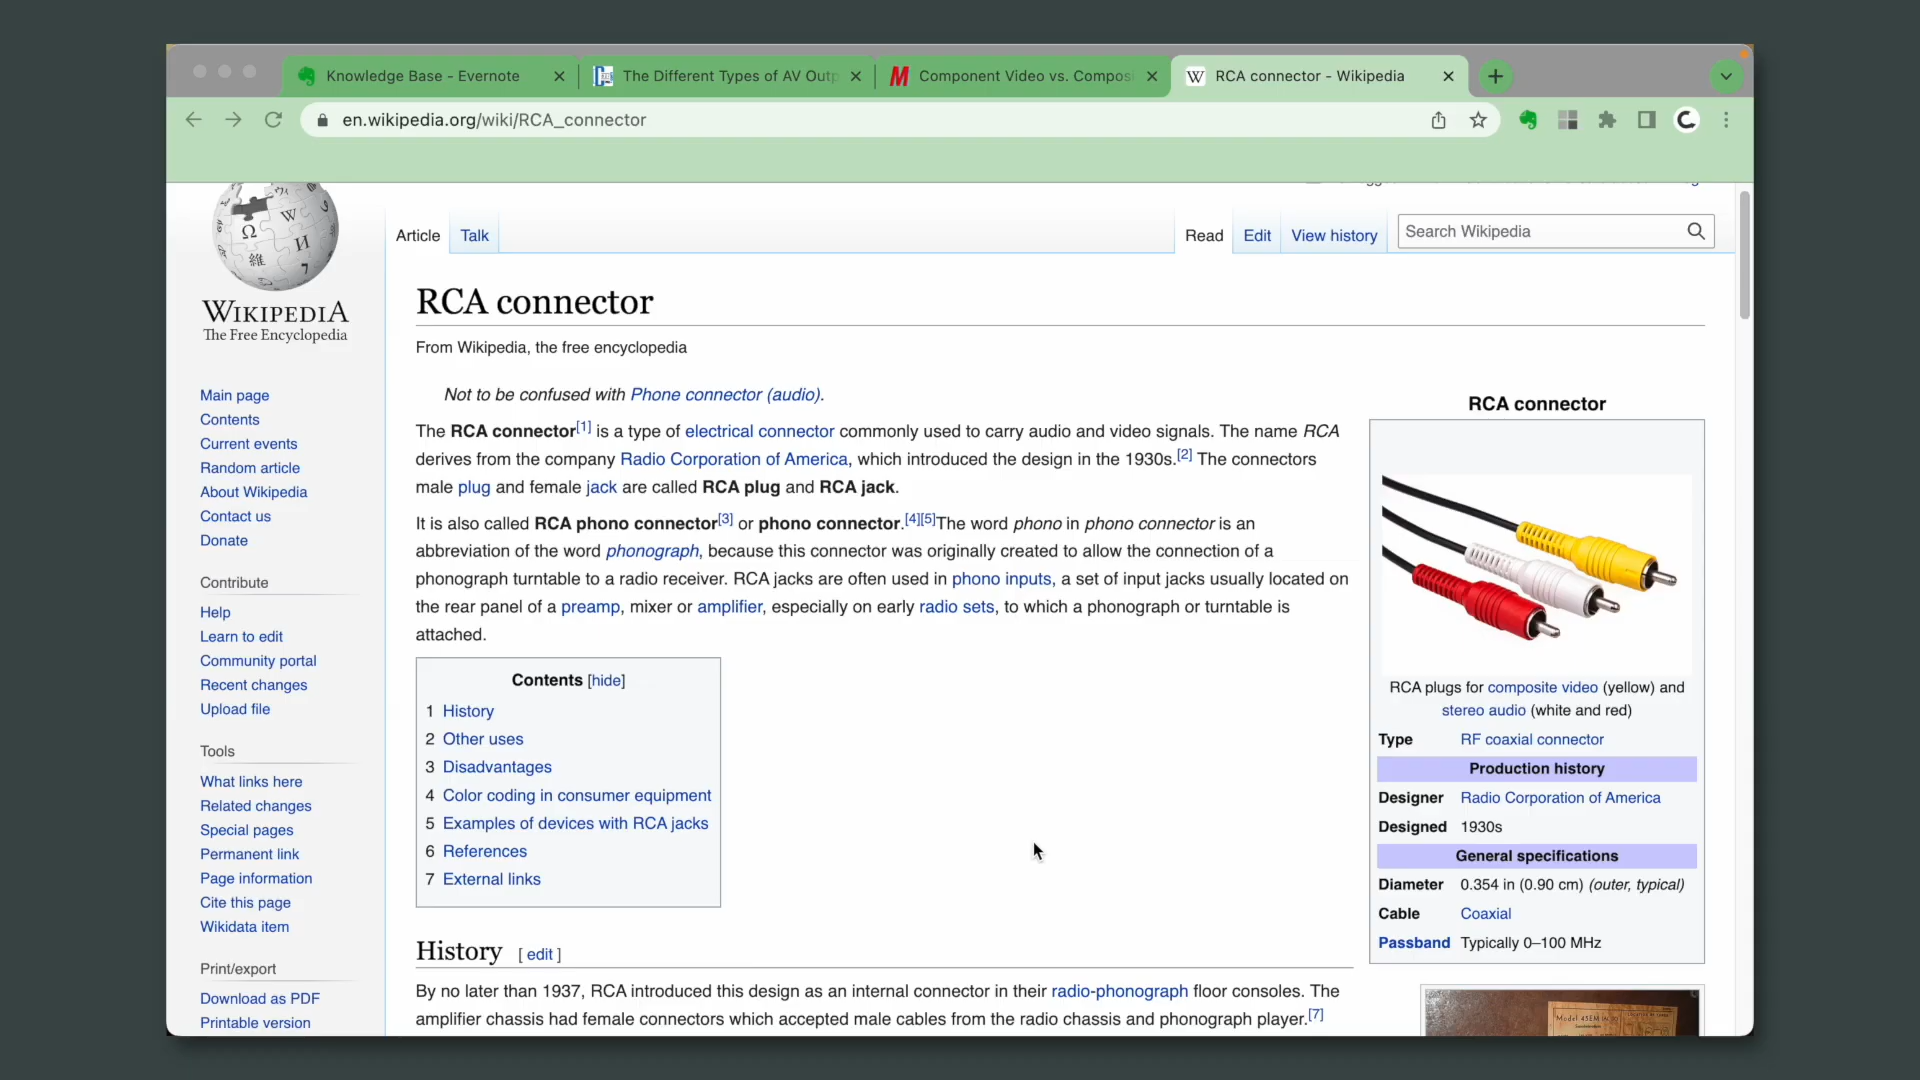 Knowledge Base - Evernote
The Different Types of AV Outp
Component Video vs. Composi
RCA connector - Wikipedia
en.wikipedia.org/wiki/RCA_connector
WIKIPEDIA
The Free Encyclopedia
Main page
Contents
Current events
Random article
About Wikipedia
Contact us
Donate
Contribute
Help
Learn to edit
Community portal
Recent changes
Upload file
Tools
What links here
Related changes
Special pages
Permanent link
Page information
Cite this page
Wikidata item
Print/export
Download as PDF
Printable version
Article
Talk
Read
Edit
View history
Search Wikipedia
RCA connector
From Wikipedia, the free encyclopedia
Not to be confused with Phone connector (audio).
The RCA connector[1] is a type of electrical connector commonly used to carry audio and video signals. The name RCA
derives from the company Radio Corporation of America, which introduced the design in the 1930s.[2] The connectors
male plug and female jack are called RCA plug and RCA jack.
It is also called RCA phono connector[3] or phono connector.[4][5]The word phono in phono connector is an
abbreviation of the word phonograph, because this connector was originally created to allow the connection of a
phonograph turntable to a radio receiver. RCA jacks are often used in phono inputs, a set of input jacks usually located on
the rear panel of a preamp, mixer or amplifier, especially on early radio sets, to which a phonograph or turntable is
attached.
Contents [hide]
1 History
2 Other uses
3 Disadvantages
4 Color coding in consumer equipment
5 Examples of devices with RCA jacks
6 References
7 External links
History [ edit ]
By no later than 1937, RCA introduced this design as an internal connector in their radio-phonograph floor consoles. The
amplifier chassis had female connectors which accepted male cables from the radio chassis and phonograph player.[7]
RCA connector
RCA plugs for composite video (yellow) and
stereo audio (white and red)
Type RF coaxial connector
Production history
Designer Radio Corporation of America
Designed 1930s
General specifications
Diameter 0.354 in (0.90 cm) (outer, typical)
Cable Coaxial
Passband Typically 0–100 MHz